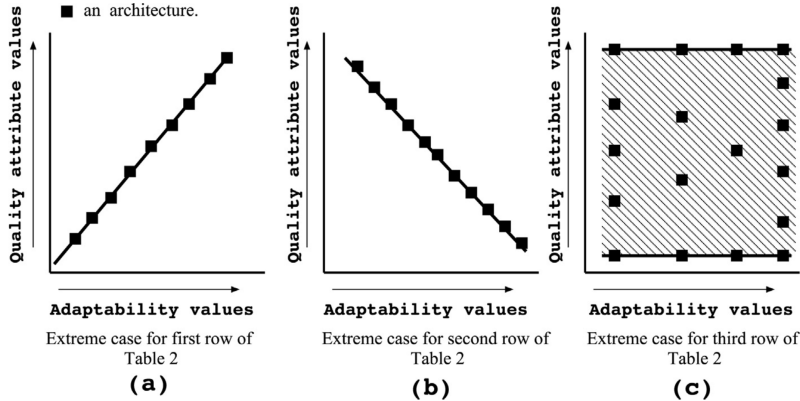 an architecture.
Quality attribute values
Adaptability values
Extreme case for first row of
Table 2
(a)
Quality attribute values
Adaptability values
Extreme case for second row of
Table 2
(b)
Quality attribute values
Adaptability values
Extreme case for third row of
Table 2
(c)